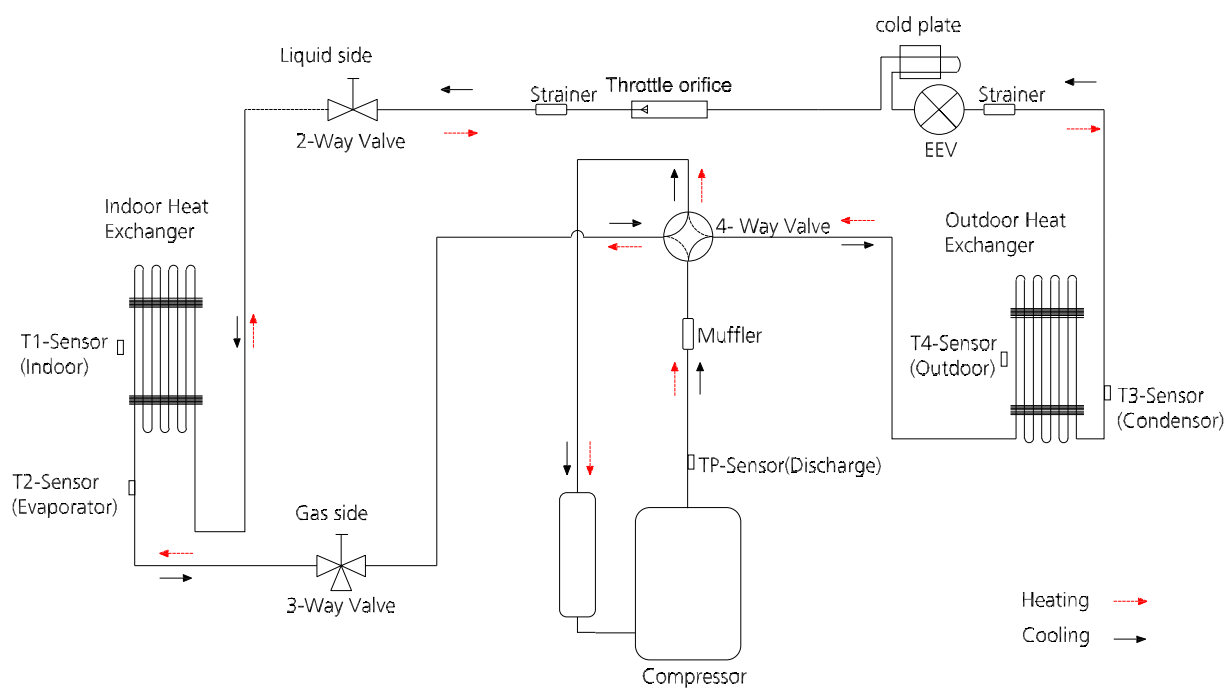 cold plate
Liquid side
Throttle orifice
Strainer
Strainer
2-Way Valve
EEV
Indoor Heat
Exchanger
4- Way Valve
Outdoor Heat
Exchanger
T1-Sensor
(Indoor)
Muffler
T4-Sensor
(Outdoor)
T3-Sensor
(Condensor)
TP-Sensor(Discharge)
T2-Sensor
(Evaporator)
Gas side
3-Way Valve
Heating
Cooling
Compressor